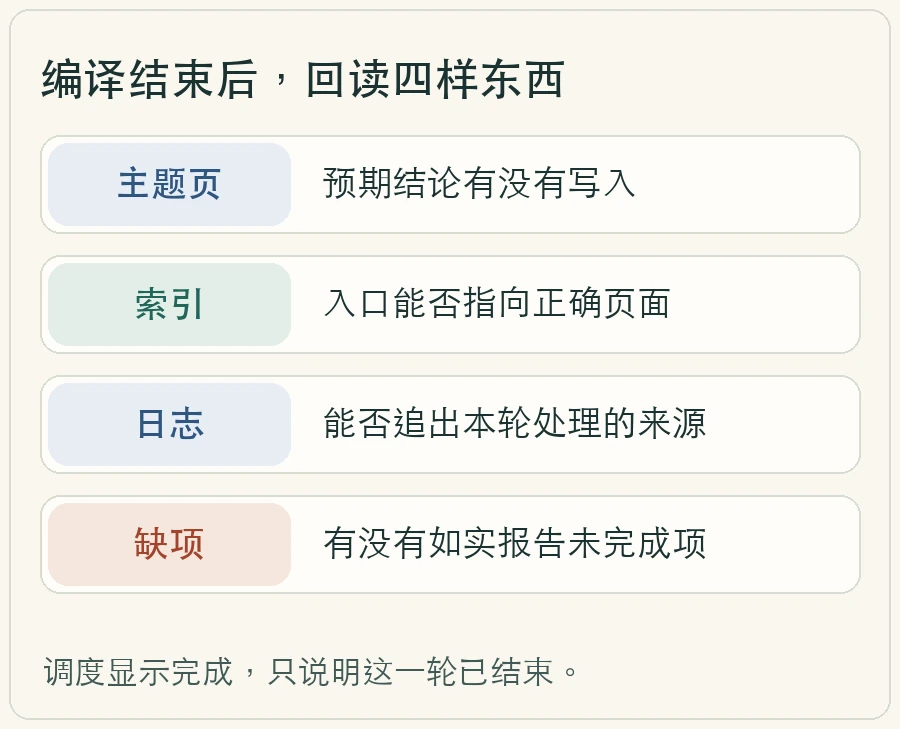 编译结束后，回读四样东西
主题页 预期结论有没有写入
索引 入口能否指向正确页面
日志 能否追出本轮处理的来源
缺项 有没有如实报告未完成项
调度显示完成，只说明这一轮已结束。